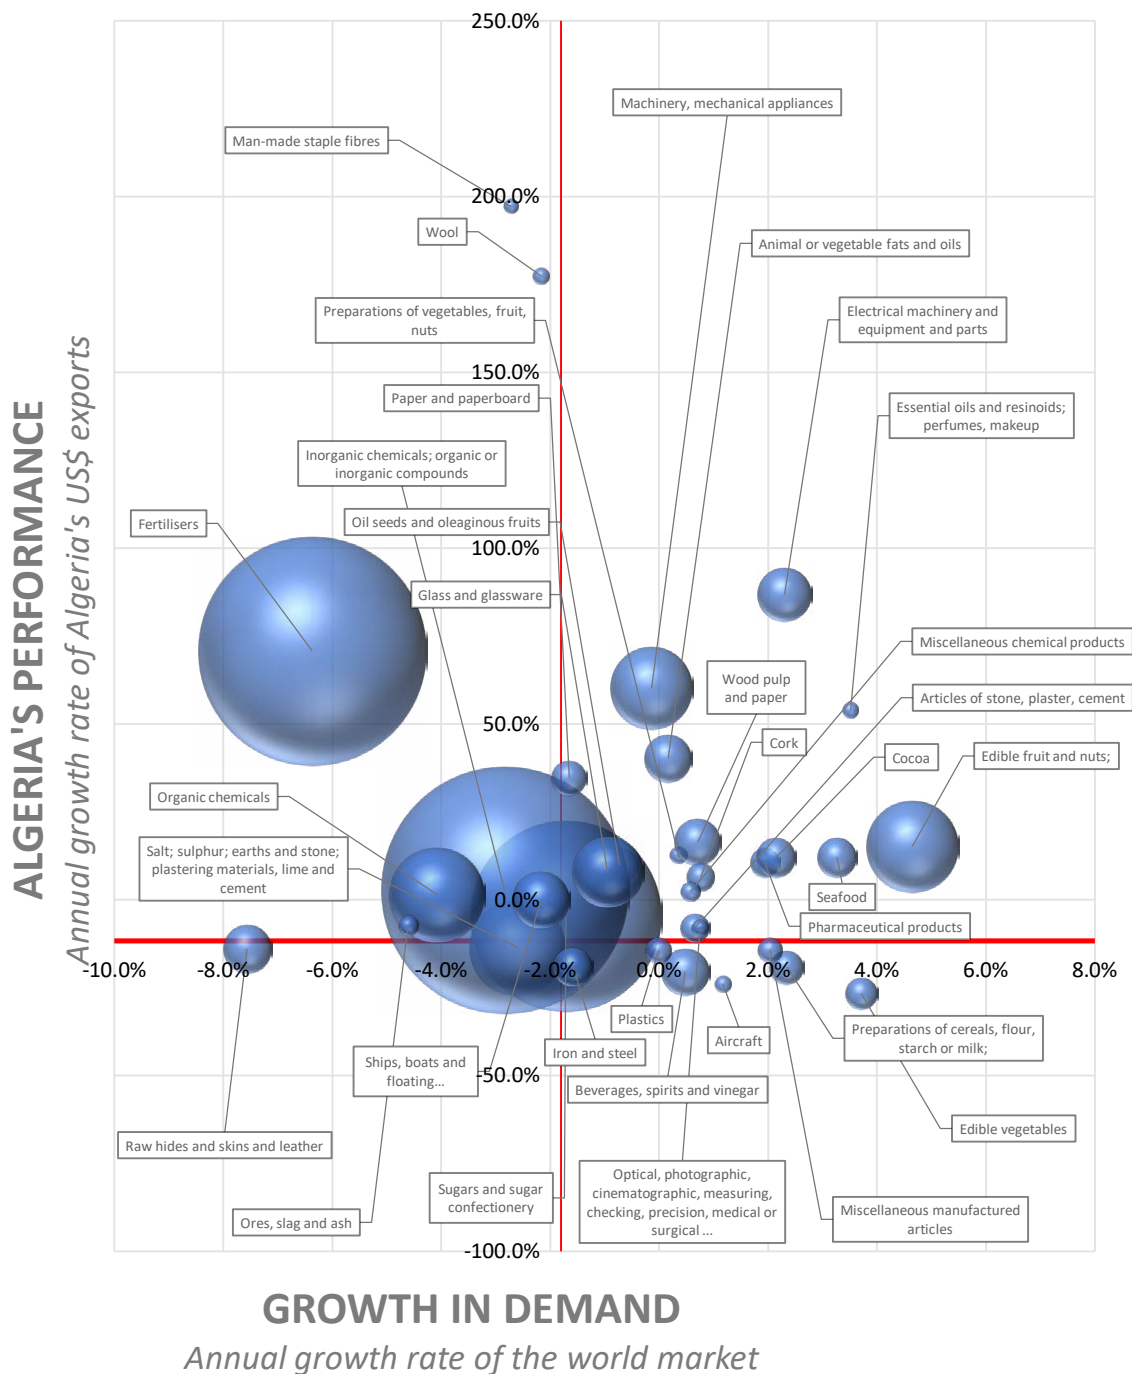 250.0%
Machinery, mechanical appliances
Man-made staple fibres
200.0%
Wool
Animal or vegetable fats and oils
Preparations of vegetables, fruit,
nuts
Electrical machinery and
equipment and parts
150.0%
Paper and paperboard
Essential oils and resinoids;
perfumes, makeup
Inorganic chemicals; organic or
inorganic compounds
Fertilisers
Oil seeds and oleaginous fruits
100.0%
Glass and glassware
Miscellaneous chemical products
Wood pulp
and paper
Articles of stone, plaster, cement
50.0%
Cork
Cocoa
Edible fruit and nuts;
Organic chemicals
Salt; sulphur; earths and stone;
plastering materials, lime and
cement
0.0%
Seafood
Pharmaceutical products
-10.0%
-8.0%
-6.0%
-4.0%
-2.0%
0.0%
2.0%
4.0%
6.0%
8.0%
Plastics
Aircraft
Preparations of cereals, flour,
starch or milk;
Iron and steel
Ships, boats and
floating...
-50.0%
Beverages, spirits and vinegar
Edible vegetables
Raw hides and skins and leather
Ores, slag and ash
Sugars and sugar
confectionery
Optical, photographic,
cinematographic, measuring,
checking, precision, medical or
surgical ...
Miscellaneous manufactured
articles
-100.0%
ALGERIA'S PERFORMANCE
Annual growth rate of Algeria's US$ exports
GROWTH IN DEMAND
Annual growth rate of the world market